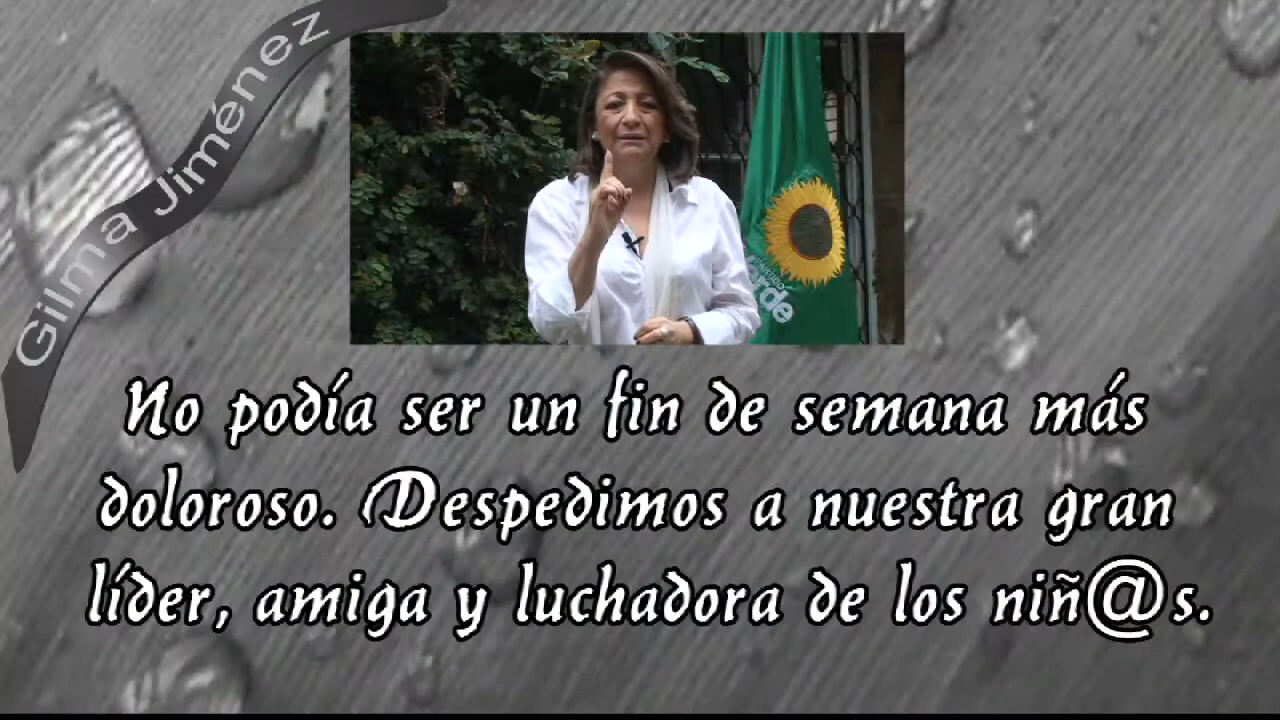 Gilma Jiménez
No podía ser un fin de semana más
doloroso. Despedimos a nuestra gran
líder, amiga y luchadora de los niñ@s.